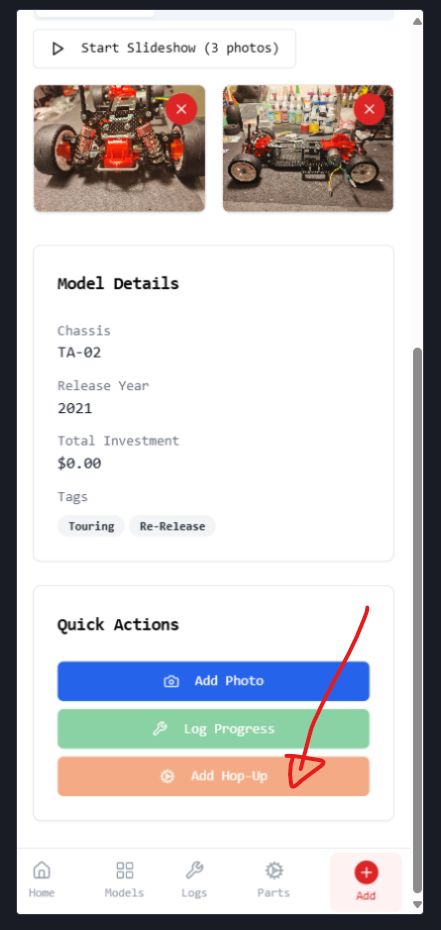 Start Slideshow (3 photos)
Model Details
Chassis
TA-02
Release Year
2021
Total Investment
$0.00
Tags
Touring Re-Release
Quick Actions
Add Photo
Log Progress
Add Hop-Up
Home Models Logs Parts Add